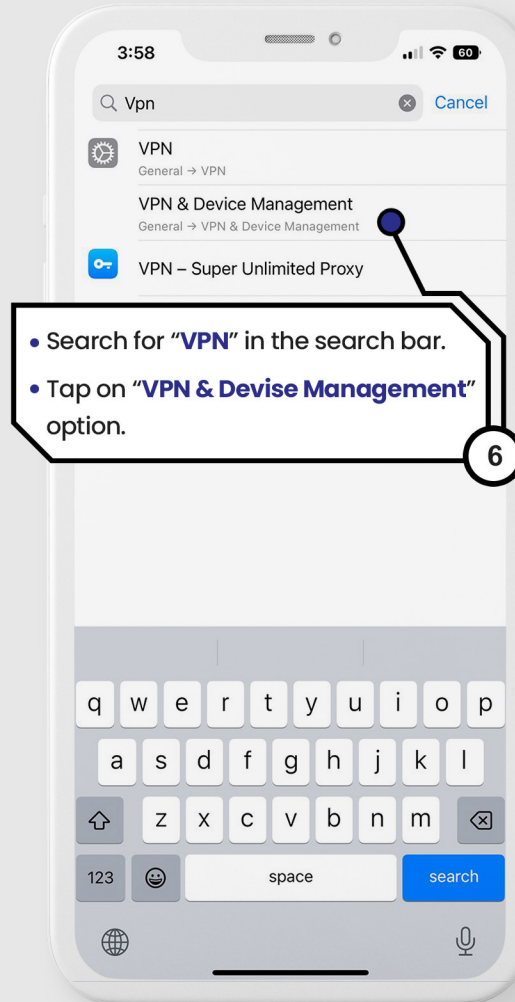 3:58
60
Vpn
Cancel
VPN
General → VPN
VPN & Device Management
General → VPN & Device Management
VPN – Super Unlimited Proxy
• Search for “VPN” in the search bar.
• Tap on “VPN & Devise Management”
option.
6
q w e r t y u i o p
a s d f g h j k l
z x c v b n m
123 space search